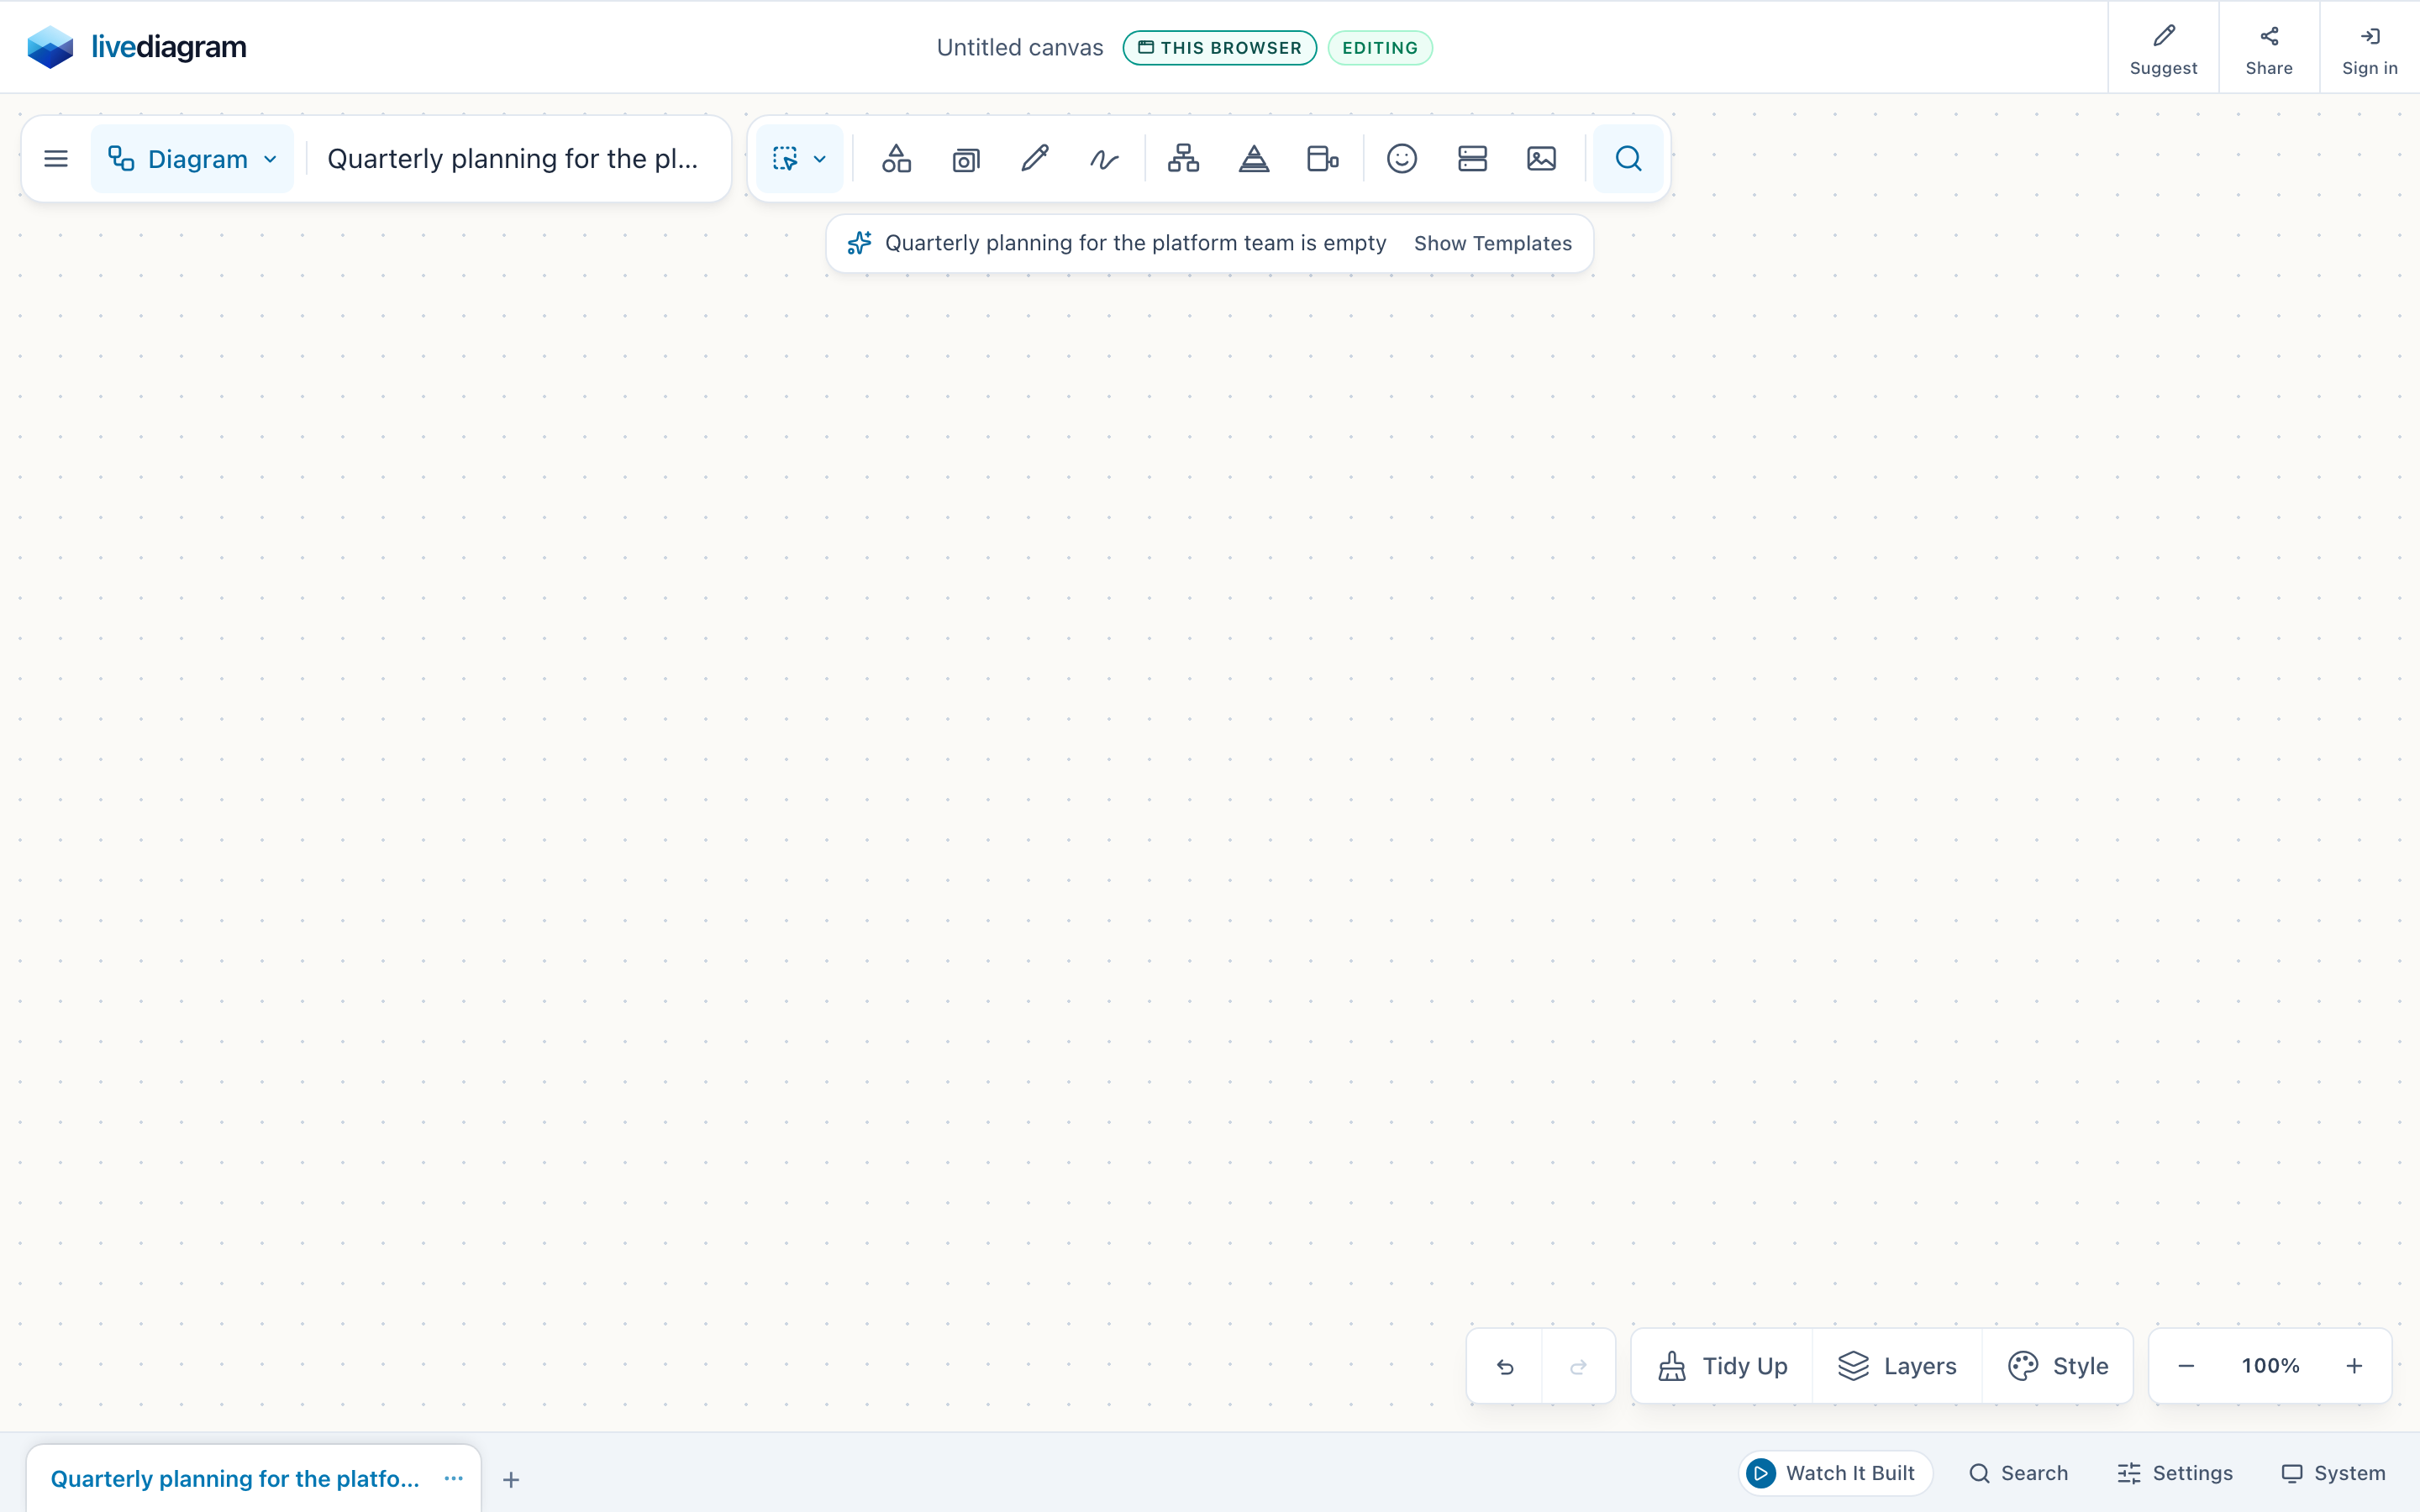 livediagram
Untitled canvas
THIS BROWSER
EDITING
Suggest
Share
Sign in
Diagram
Quarterly planning for the pl...
Quarterly planning for the platform team is empty
Show Templates
Tidy Up
Layers
Style
100%
Quarterly planning for the platfo...
Watch It Built
Search
Settings
System